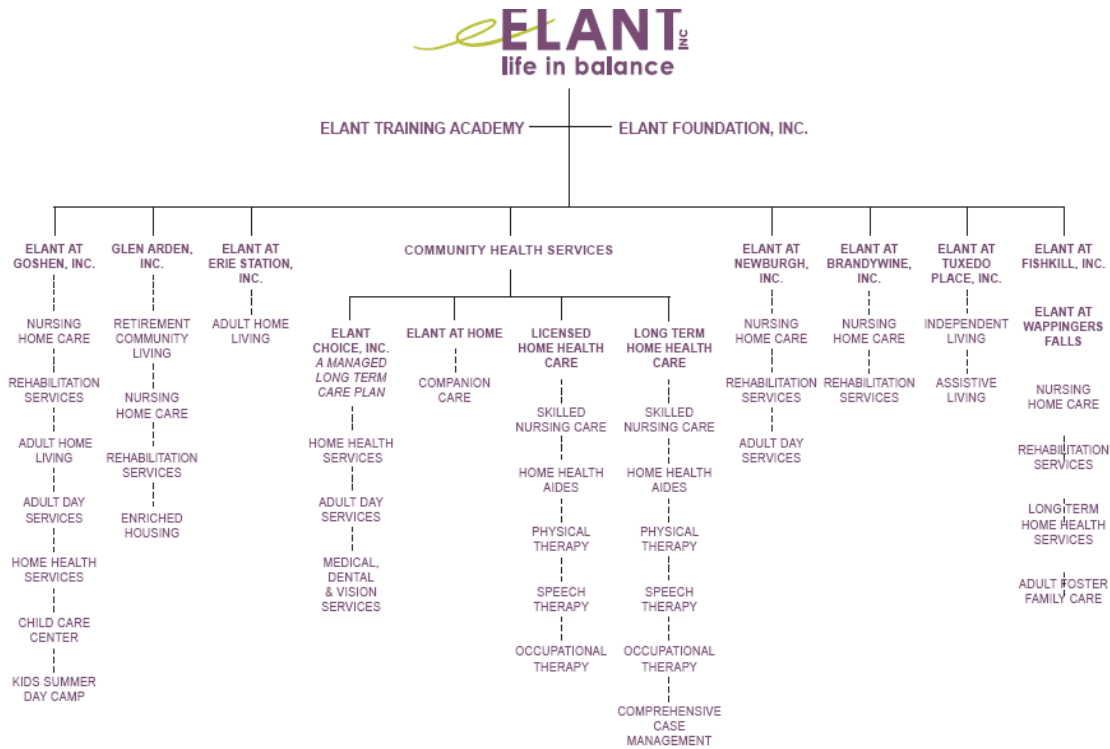 ELANT INC
life in balance
ELANT TRAINING ACADEMY
ELANT FOUNDATION, INC.
ELANT AT
GOSHEN, INC.
NURSING
HOME CARE
REHABILITATION
SERVICES
ADULT HOME
LIVING
ADULT DAY
SERVICES
HOME HEALTH
SERVICES
CHILD CARE
CENTER
KIDS SUMMER
DAY CAMP
GLEN ARDEN,
INC.
RETIREMENT
COMMUNITY
LIVING
NURSING
HOME CARE
REHABILITATION
SERVICES
ENRICHED
HOUSING
ELANT AT
ERIE STATION,
INC.
ADULT HOME
LIVING
COMMUNITY HEALTH SERVICES
ELANT
CHOICE, INC.
A MANAGED
LONG TERM
CARE PLAN
HOME HEALTH
SERVICES
ADULT DAY
SERVICES
MEDICAL,
DENTAL
& VISION
SERVICES
ELANT AT HOME
COMPANION
CARE
LICENSED
HOME HEALTH
CARE
SKILLED
NURSING CARE
HOME HEALTH
AIDES
PHYSICAL
THERAPY
SPEECH
THERAPY
OCCUPATIONAL
THERAPY
LONG TERM
HOME HEALTH
CARE
SKILLED
NURSING CARE
HOME HEALTH
AIDES
PHYSICAL
THERAPY
SPEECH
THERAPY
OCCUPATIONAL
THERAPY
COMPREHENSIVE
CASE
MANAGEMENT
ELANT AT
NEWBURGH,
INC.
NURSING
HOME CARE
REHABILITATION
SERVICES
ADULT DAY
SERVICES
ELANT AT
BRANDYWINE,
INC.
NURSING
HOME CARE
REHABILITATION
SERVICES
ELANT AT
TUXEDO
PLACE, INC.
INDEPENDENT
LIVING
ASSISTIVE
LIVING
ELANT AT
FISHKILL, INC.
ELANT AT
WAPPINGERS
FALLS
NURSING
HOME CARE
REHABILITATION
SERVICES
LONG TERM
HOME HEALTH
SERVICES
ADULT FOSTER
FAMILY CARE